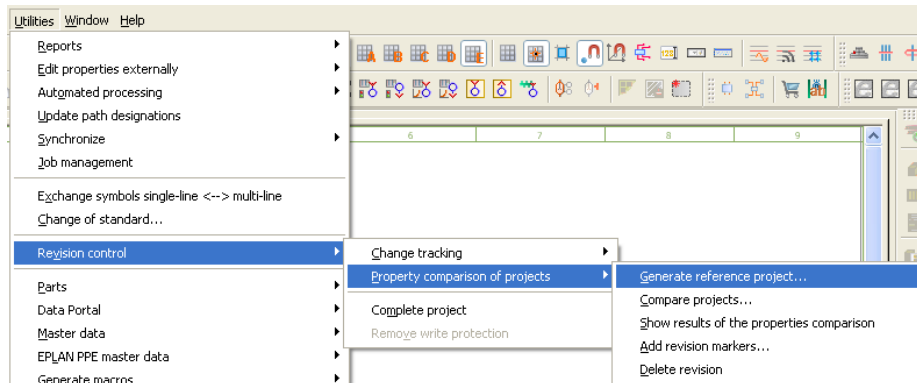 Utilities Window Help
Reports
Edit properties externally
Automated processing
Update path designations
Synchronize
Job management
Exchange symbols single-line <--> multi-line
Change of standard...
Revision control
Parts
Data Portal
Master data
EPLAN PPE master data
Generate macros
Change tracking
Property comparison of projects
Complete project
Remove write protection
Generate reference project...
Compare projects...
Show results of the properties comparison
Add revision markers...
Delete revision
6 7 8 9